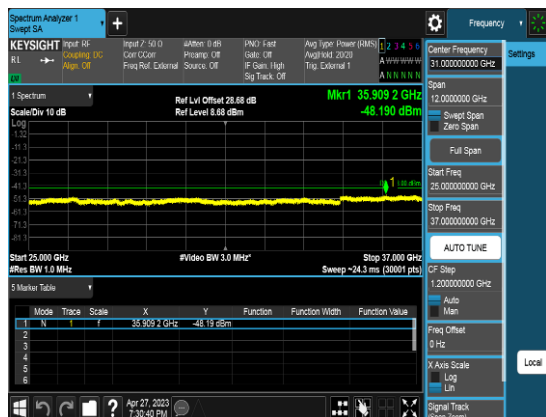 Spectrum Analyzer 1
Swept SA
+
Frequency
KEYSIGHT
RL
LV
Input: RF
Coupling: DC
Align: Off
Input Z: 50 Ω
Corr CCorr
Freq Ref: External
#Atten: 0 dB
Preamp: Off
Source: Off
PNO: Fast
Gate: Off
IF Gain: High
Sig Track: Off
Avg Type: Power (RMS)
Avg|Hold: 20/20
Trig: External 1
1 2 3 4 5 6
A WWWWW
A N N N N N
Center Frequency
31.000000000 GHz
Settings
Span
12.0000000 GHz
Swept Span
Zero Span
Full Span
Start Freq
25.000000000 GHz
Stop Freq
37.000000000 GHz
AUTO TUNE
CF Step
1.200000000 GHz
Auto
Man
Freq Offset
0 Hz
X Axis Scale
Log
Lin
Local
Signal Track
(Span Zoom)
1 Spectrum
Scale/Div 10 dB
Log
Ref Lvl Offset 28.68 dB
Ref Level 8.68 dBm
Mkr1 35.909 2 GHz
-48.190 dBm
1.32
-11.3
-21.3
-31.3
-41.3
-51.3
-61.3
-71.3
-81.3
1
Start 25.000 GHz
#Res BW 1.0 MHz
#Video BW 3.0 MHz*
Stop 37.000 GHz
Sweep ~24.3 ms (30001 pts)
5 Marker Table
Mode Trace Scale X Y Function Function Width Function Value
1 N 1 f 35.909 2 GHz -48.19 dBm
2
3
4
5
6
?
Apr 27, 2023
7:30:40 PM